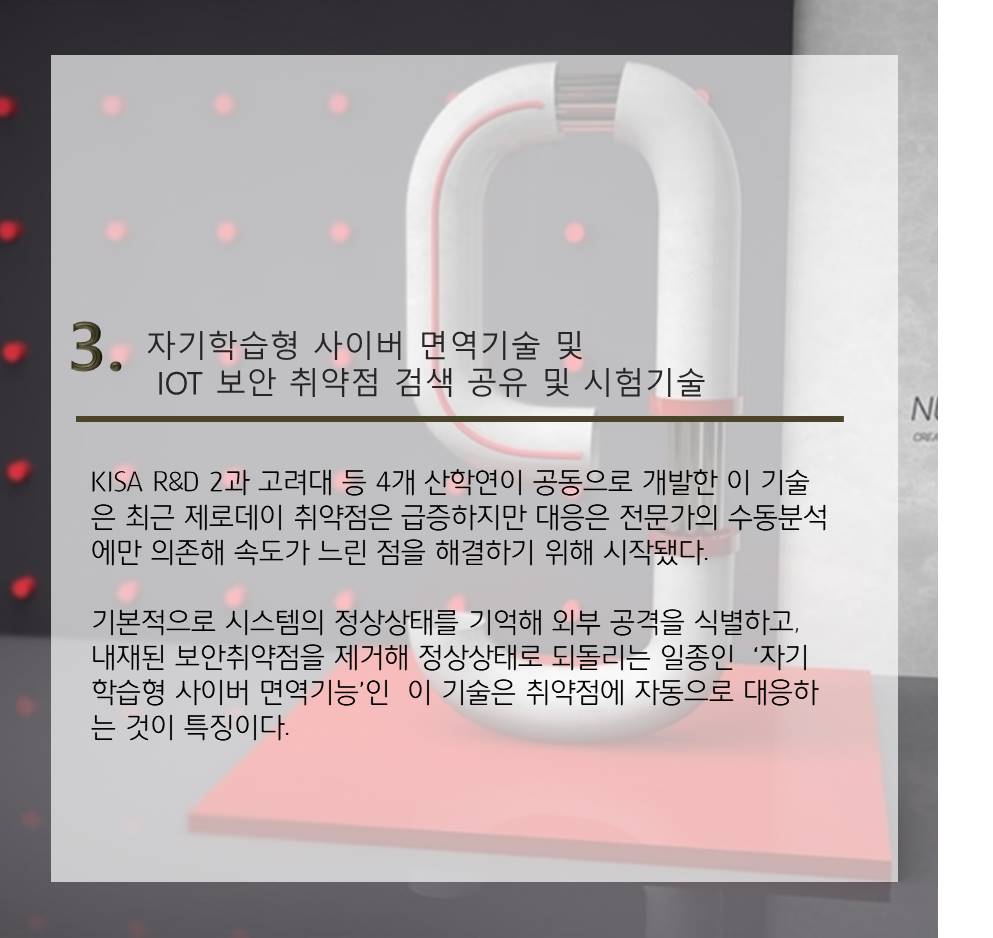 3. 자기학습형 사이버 면역기술 및
IOT 보안 취약점 검색 공유 및 시험기술
KISA R&D 2과 고려대 등 4개 산학연이 공동으로 개발한 이 기술
은 최근 제로데이 취약점은 급증하지만 대응은 전문가의 수동분석
에만 의존해 속도가 느린 점을 해결하기 위해 시작됐다.
기본적으로 시스템의 정상상태를 기억해 외부 공격을 식별하고,
내재된 보안취약점을 제거해 정상상태로 되돌리는 일종인 ‘자기
학습형 사이버 면역기능’인 이 기술은 취약점에 자동으로 대응하
는 것이 특징이다.